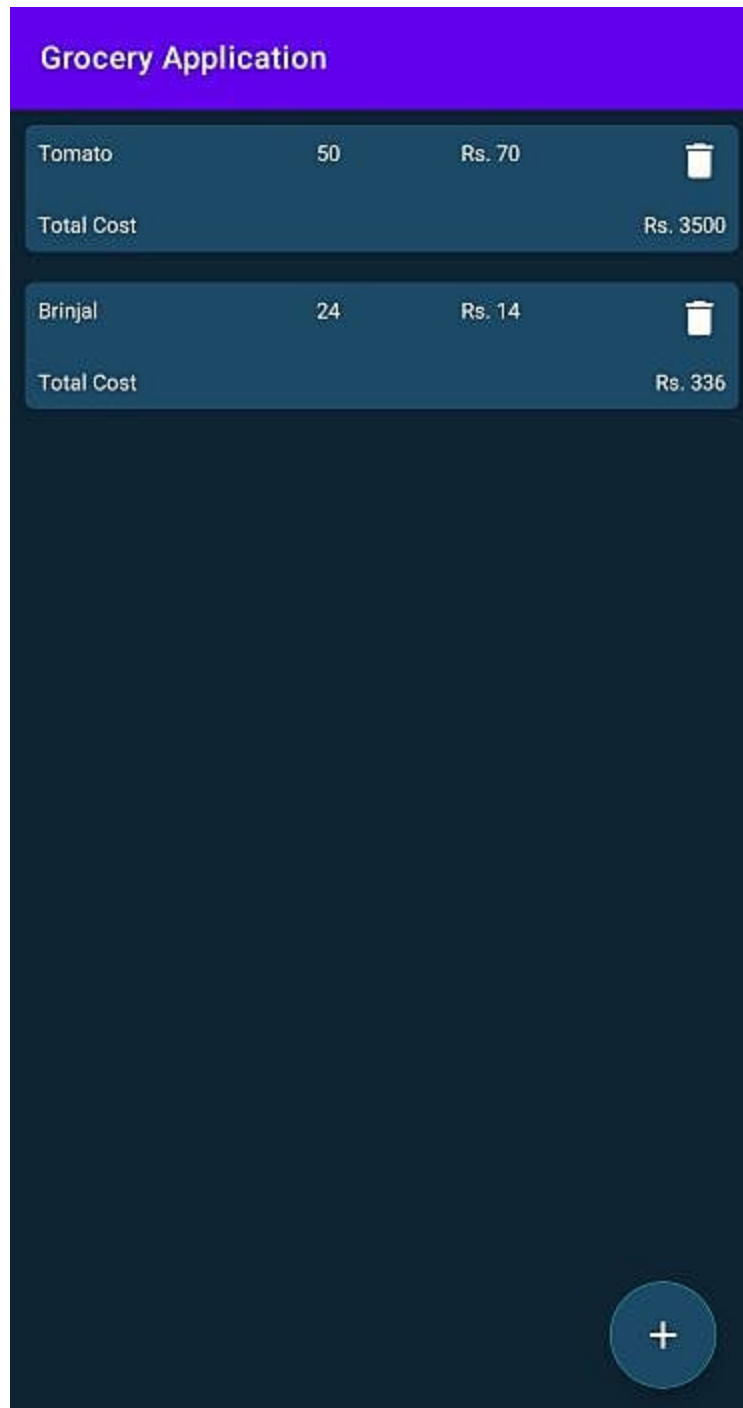 Grocery Application
Tomato 50 Rs. 70
Total Cost Rs. 3500
Brinjal 24 Rs. 14
Total Cost Rs. 336
+